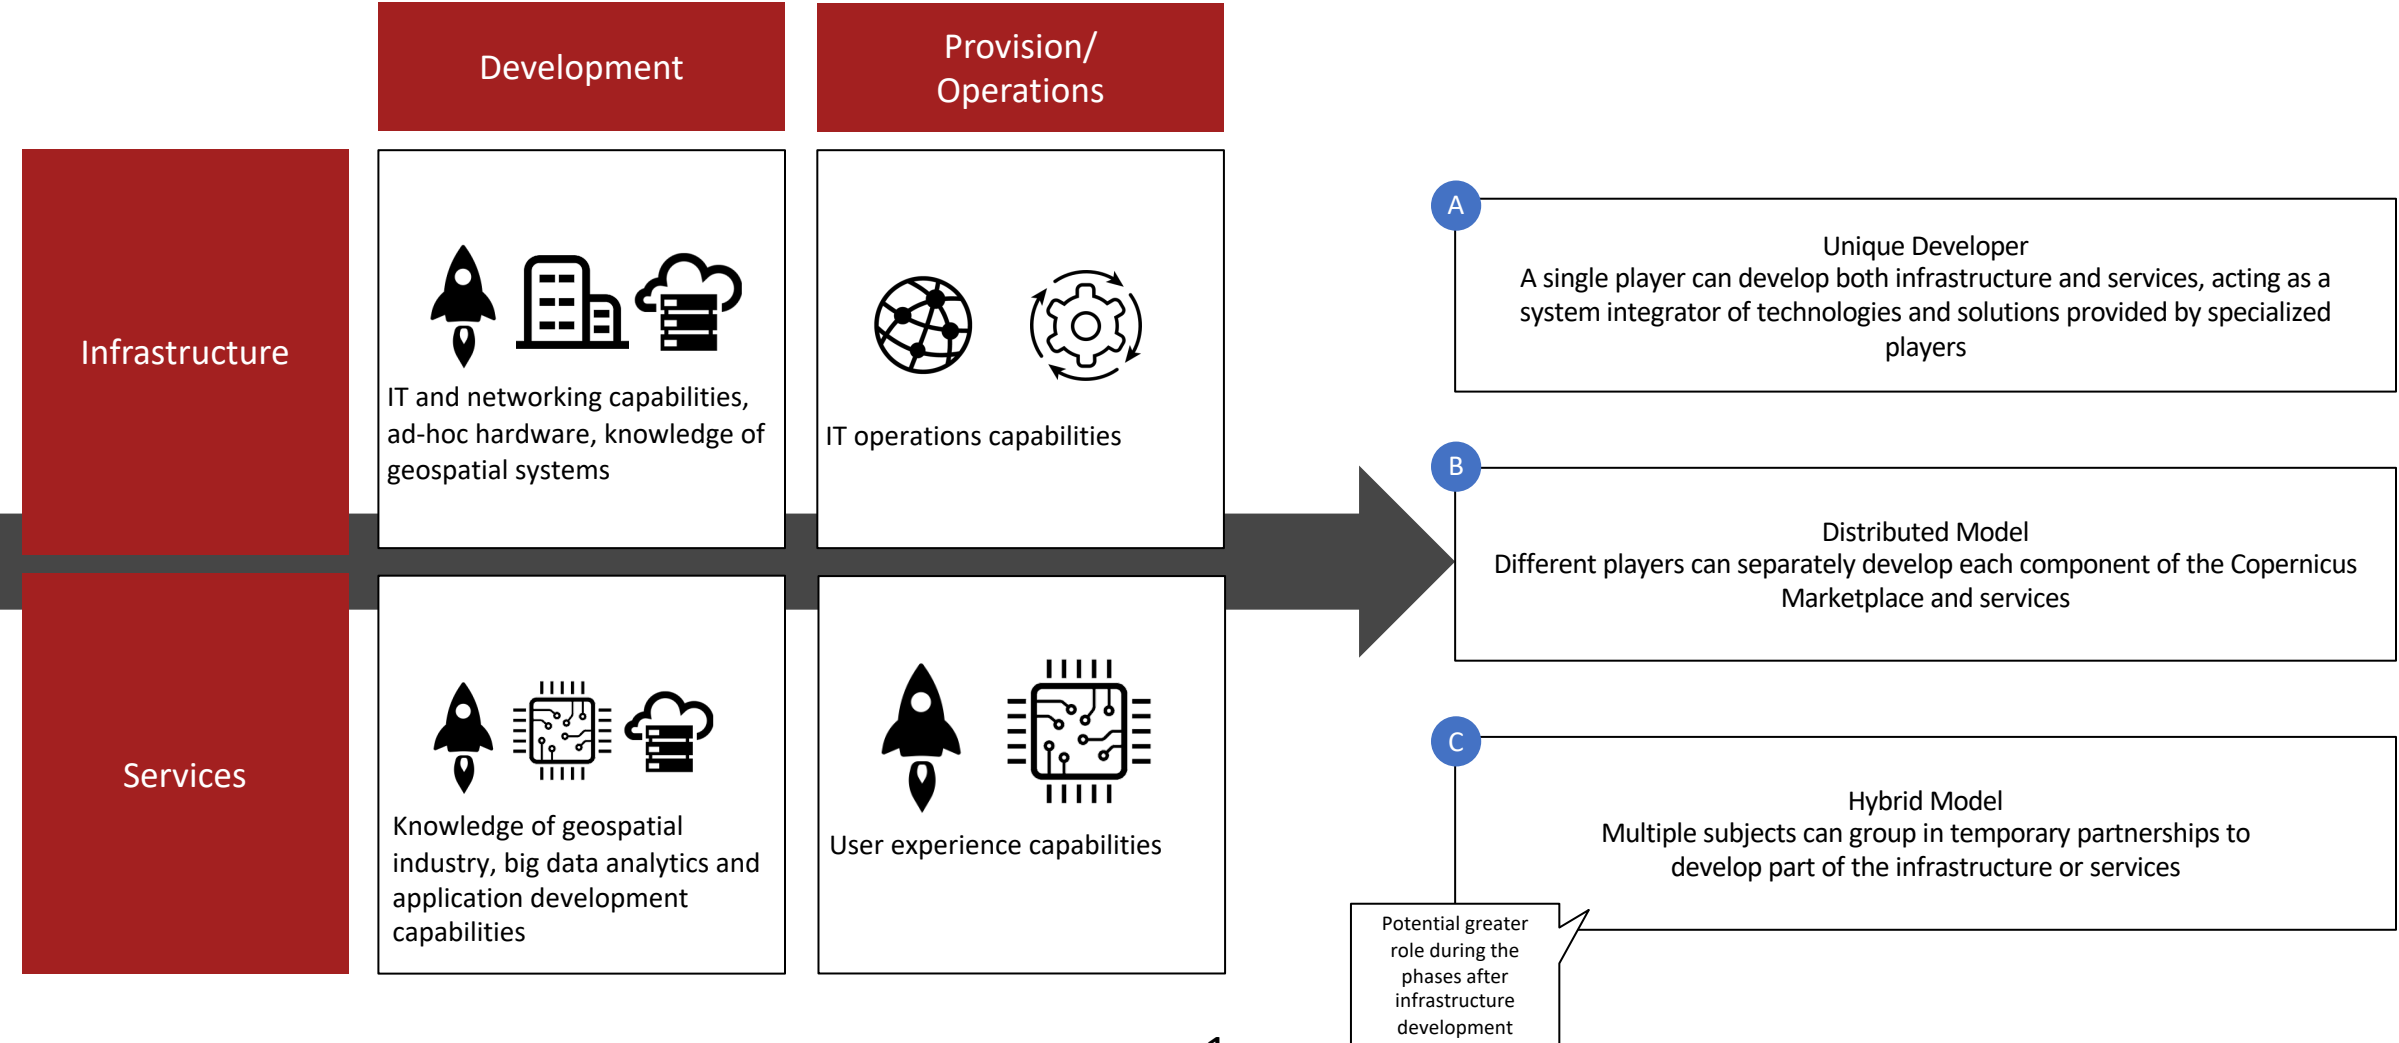 Development
Provision/
Operations
Infrastructure
IT and networking capabilities,
ad-hoc hardware, knowledge of
geospatial systems
IT operations capabilities
Services
Knowledge of geospatial
industry, big data analytics and
application development
capabilities
User experience capabilities
A
Unique Developer
A single player can develop both infrastructure and services, acting as a
system integrator of technologies and solutions provided by specialized
players
B
Distributed Model
Different players can separately develop each component of the Copernicus
Marketplace and services
C
Hybrid Model
Multiple subjects can group in temporary partnerships to
develop part of the infrastructure or services
Potential greater
role during the
phases after
infrastructure
development